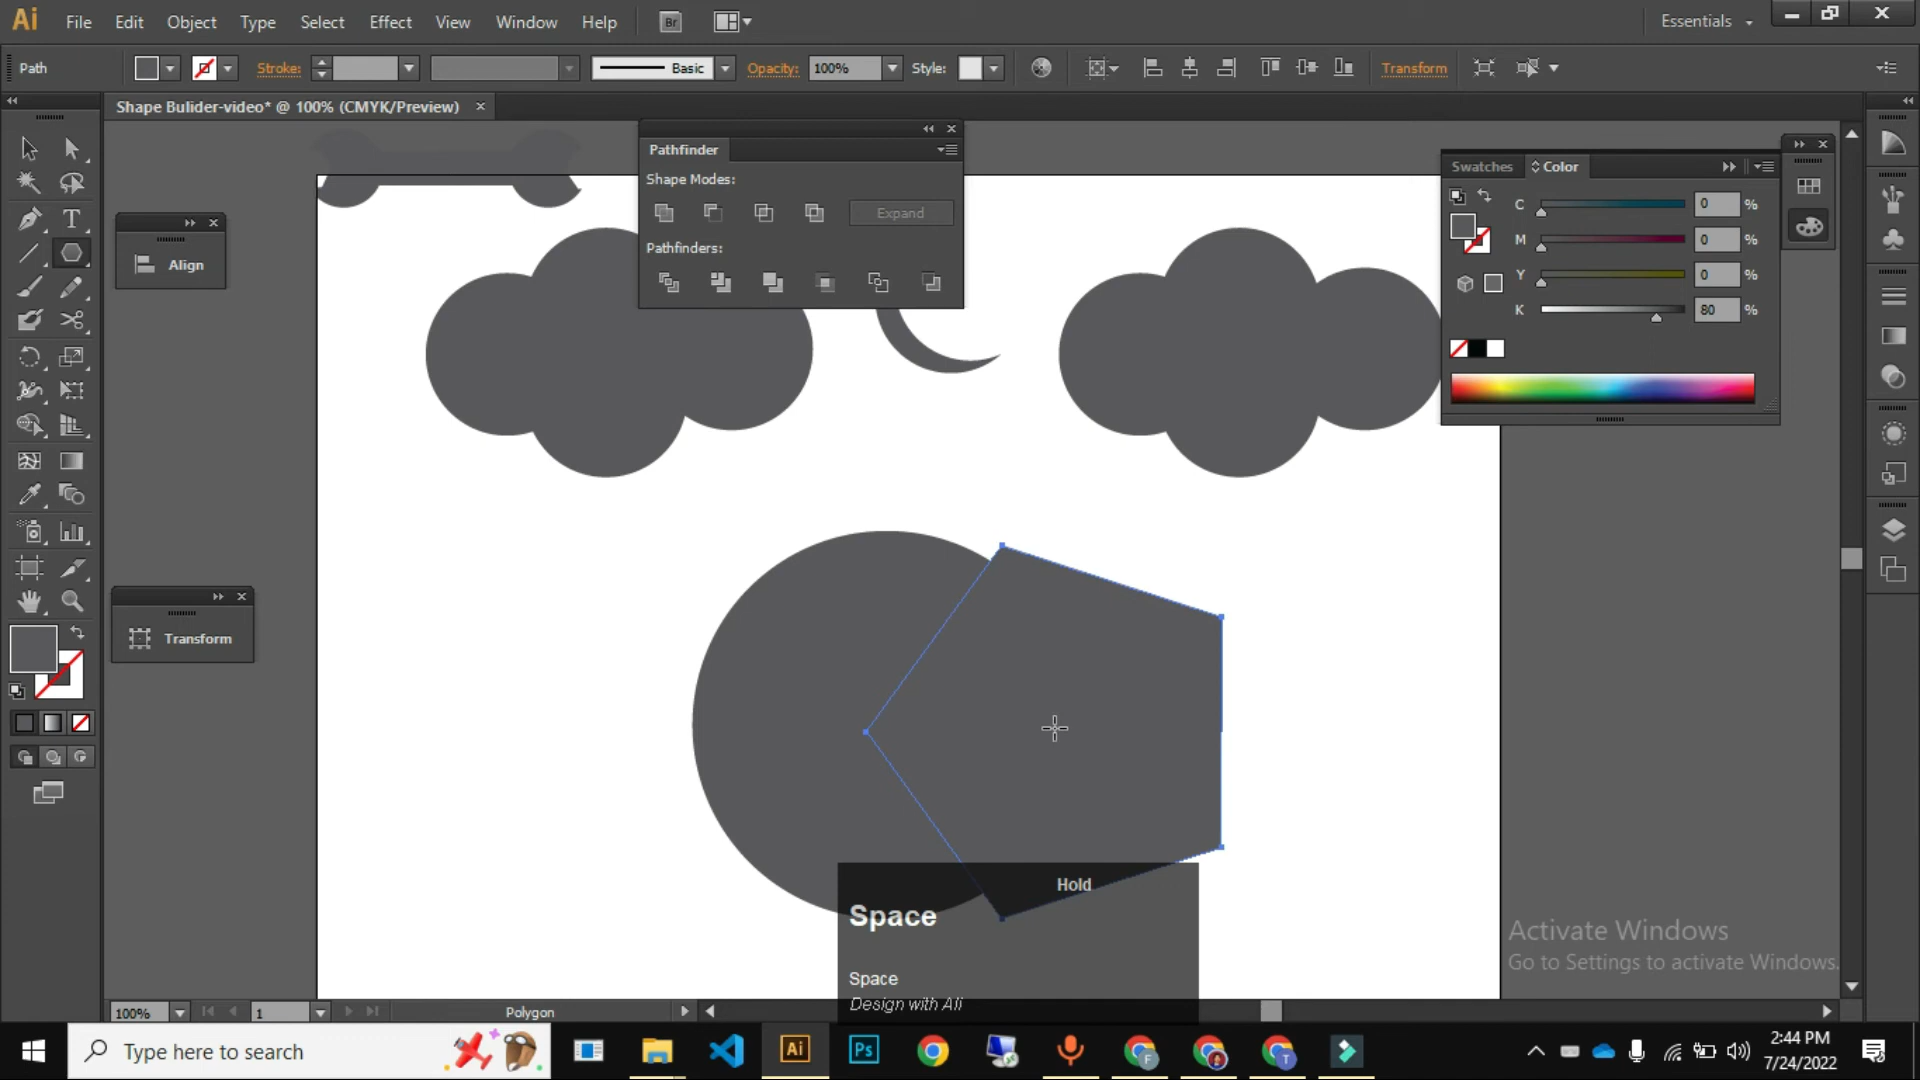 Ai File Edit Object Type Select Effect View Window Help Br Essentials
Path Stroke: Basic Opacity: 100% Style: Transform
Shape Bulider-video* @ 100% (CMYK/Preview)
Pathfinder
Shape Modes:
Expand
Pathfinders:
Swatches Color
C 0 %
M 0 %
Y 0 %
K 80 %
Align
Transform
Hold
Space
Space
Design with Ali
Activate Windows
Go to Settings to activate Windows.
100% 1 Polygon
Type here to search
Ai
Ps
F
T
2:44 PM
7/24/2022